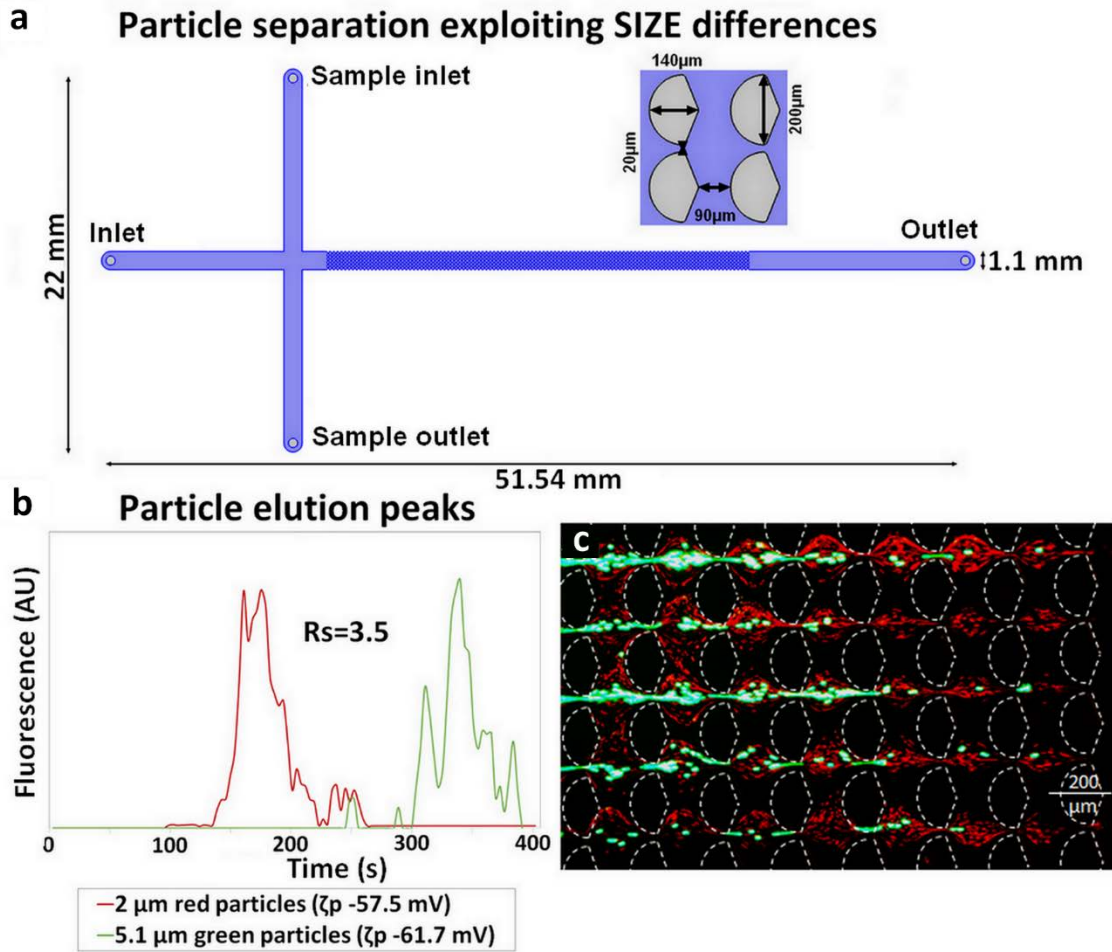 a
Particle separation exploiting SIZE differences
Sample inlet
140µm
200µm
20µm
90µm
Inlet
Outlet
22 mm
1.1 mm
Sample outlet
51.54 mm
b
Particle elution peaks
Fluorescence (AU)
Rs=3.5
0 100 200 300 400
Time (s)
2 µm red particles (ζp -57.5 mV)
5.1 µm green particles (ζp -61.7 mV)
c
200
µm